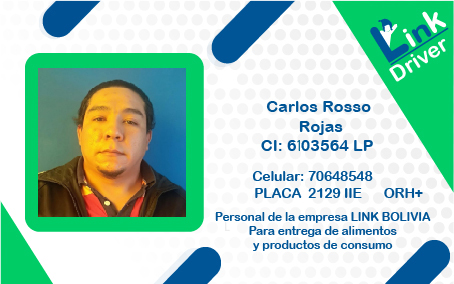 Link
Driver
Carlos Rosso
Rojas
CI: 6103564 LP
Celular: 70648548
PLACA 2129 IIE ORH+
Personal de la empresa LINK BOLIVIA
Para entrega de alimentos
y productos de consumo